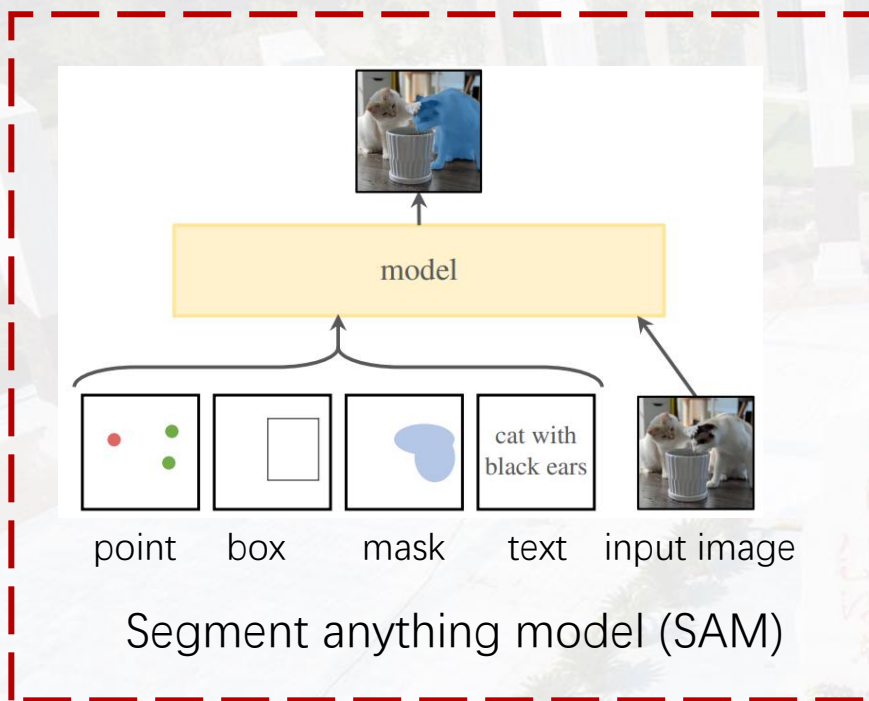 model
cat with
black ears
point box mask text input image
Segment anything model (SAM)